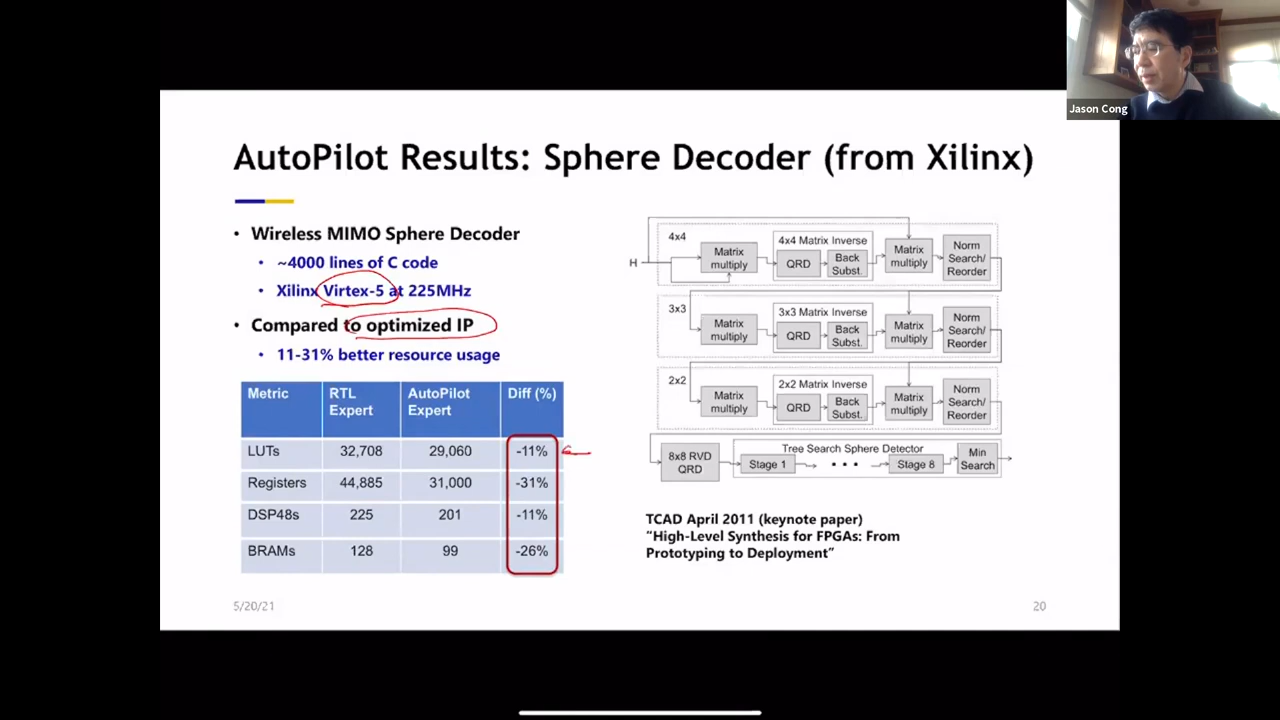 Jason Cong
AutoPilot Results: Sphere Decoder (from Xilinx)
• Wireless MIMO Sphere Decoder
• ~4000 lines of C code
• Xilinx Virtex-5 at 225MHz
• Compared to optimized IP
• 11-31% better resource usage
Metric RTL Expert AutoPilot Expert Diff (%)
LUTs 32,708 29,060 -11%
Registers 44,885 31,000 -31%
DSP48s 225 201 -11%
BRAMs 128 99 -26%
H
4x4
Matrix
multiply
4x4 Matrix Inverse
QRD
Back
Subst.
Matrix
multiply
Norm
Search/
Reorder
3x3
Matrix
multiply
3x3 Matrix Inverse
QRD
Back
Subst.
Matrix
multiply
Norm
Search/
Reorder
2x2
Matrix
multiply
2x2 Matrix Inverse
QRD
Back
Subst.
Matrix
multiply
Norm
Search/
Reorder
8x8 RVD
QRD
Tree Search Sphere Detector
Stage 1
• • •
Stage 8
Min
Search
TCAD April 2011 (keynote paper)
“High-Level Synthesis for FPGAs: From
Prototyping to Deployment”
5/20/21
20